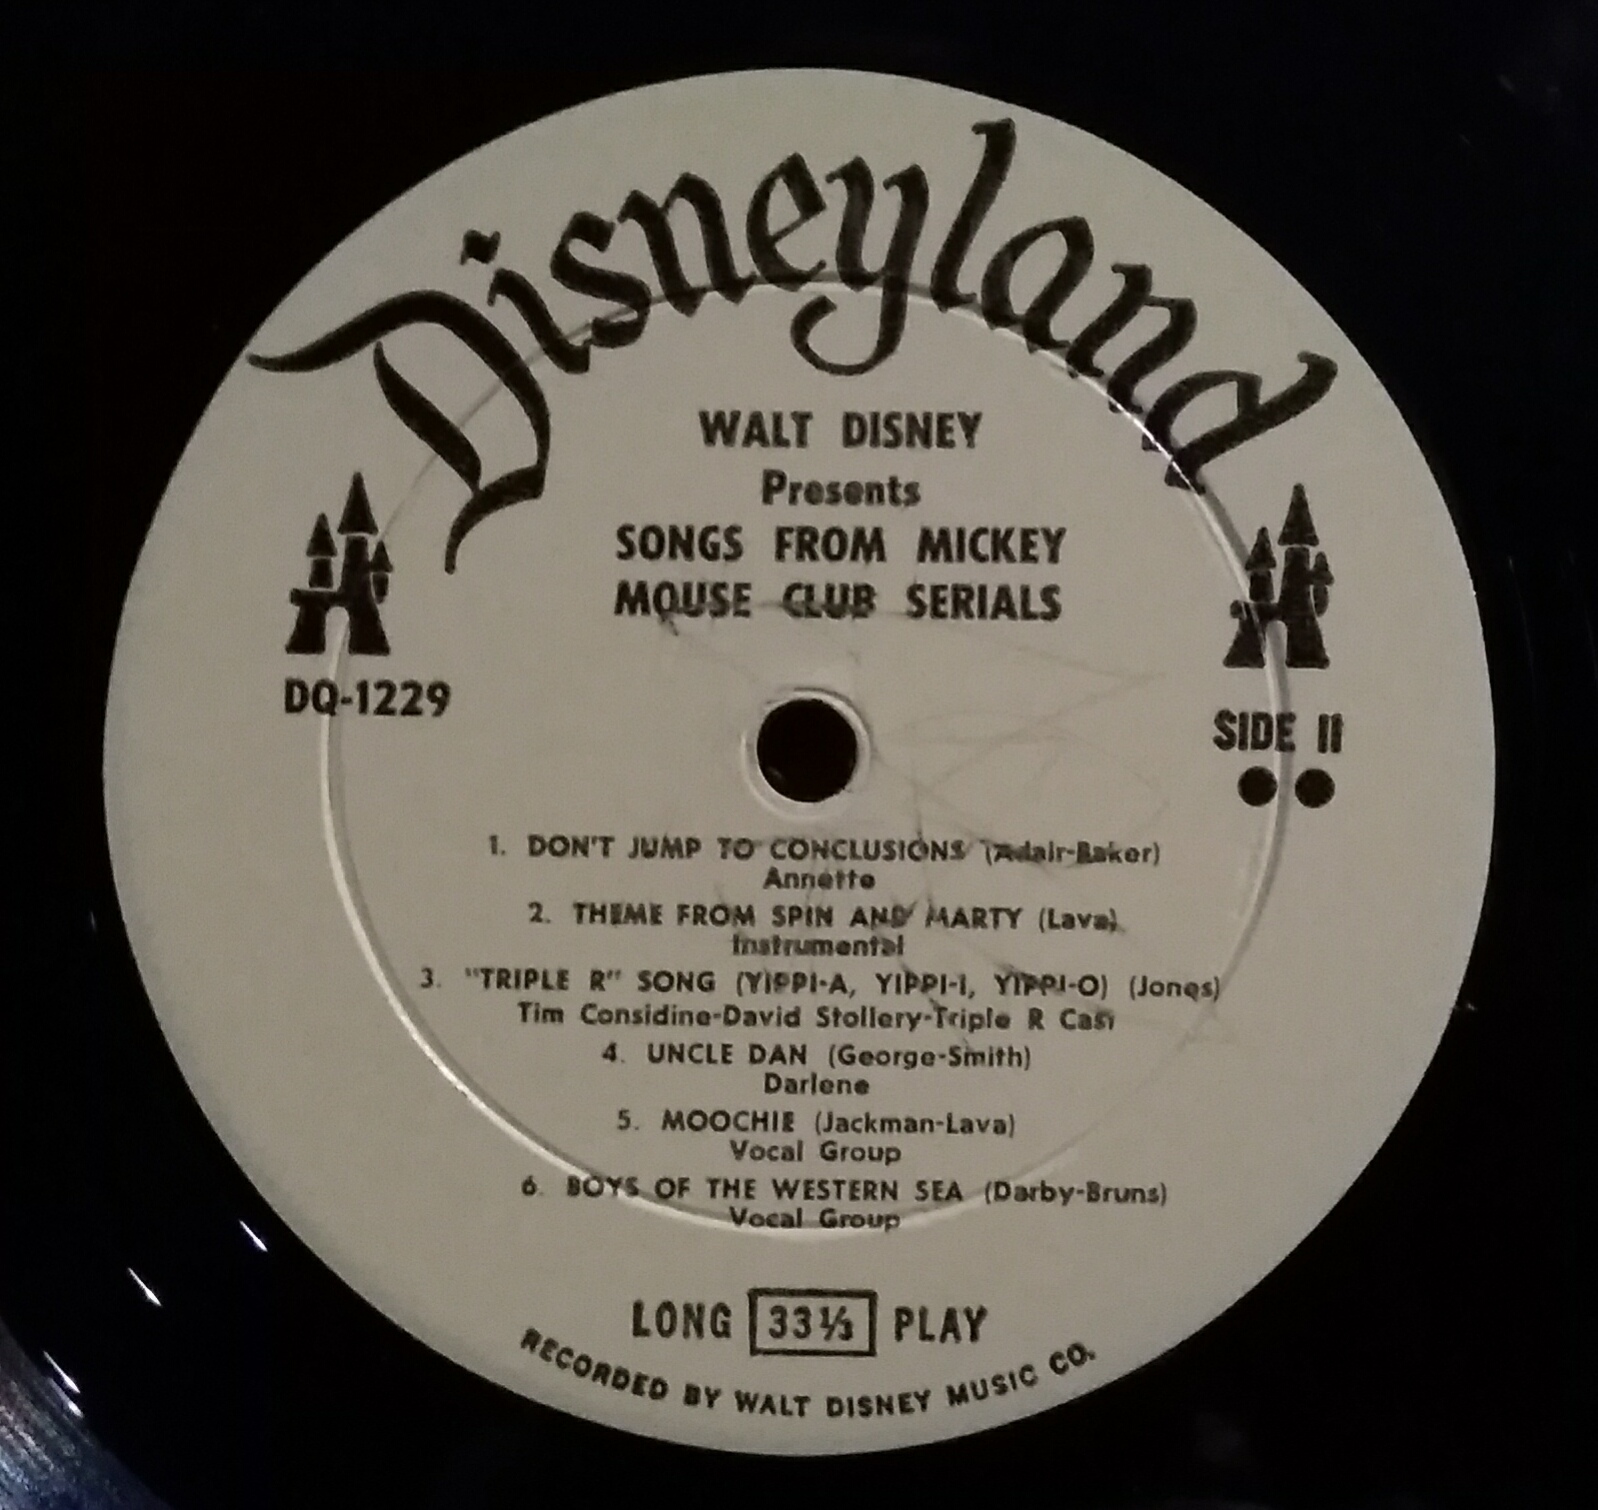 Disneyland
WALT DISNEY
Presents
SONGS FROM MICKEY
MOUSE CLUB SERIALS
DQ-1229
SIDE II
1. DON'T JUMP TO CONCLUSIONS (Adair-Baker)
Annette
2. THEME FROM SPIN AND MARTY (Lava)
Instrumental
3. "TRIPLE R" SONG (YIPPI-A, YIPPI-I, YIPPI-O) (Jones)
Tim Considine-David Stollery-Triple R Cast
4. UNCLE DAN (George-Smith)
Darlene
5. MOOCHIE (Jackman-Lava)
Vocal Group
6. BOYS OF THE WESTERN SEA (Darby-Bruns)
Vocal Group
LONG 33⅓ PLAY
RECORDED BY WALT DISNEY MUSIC CO.